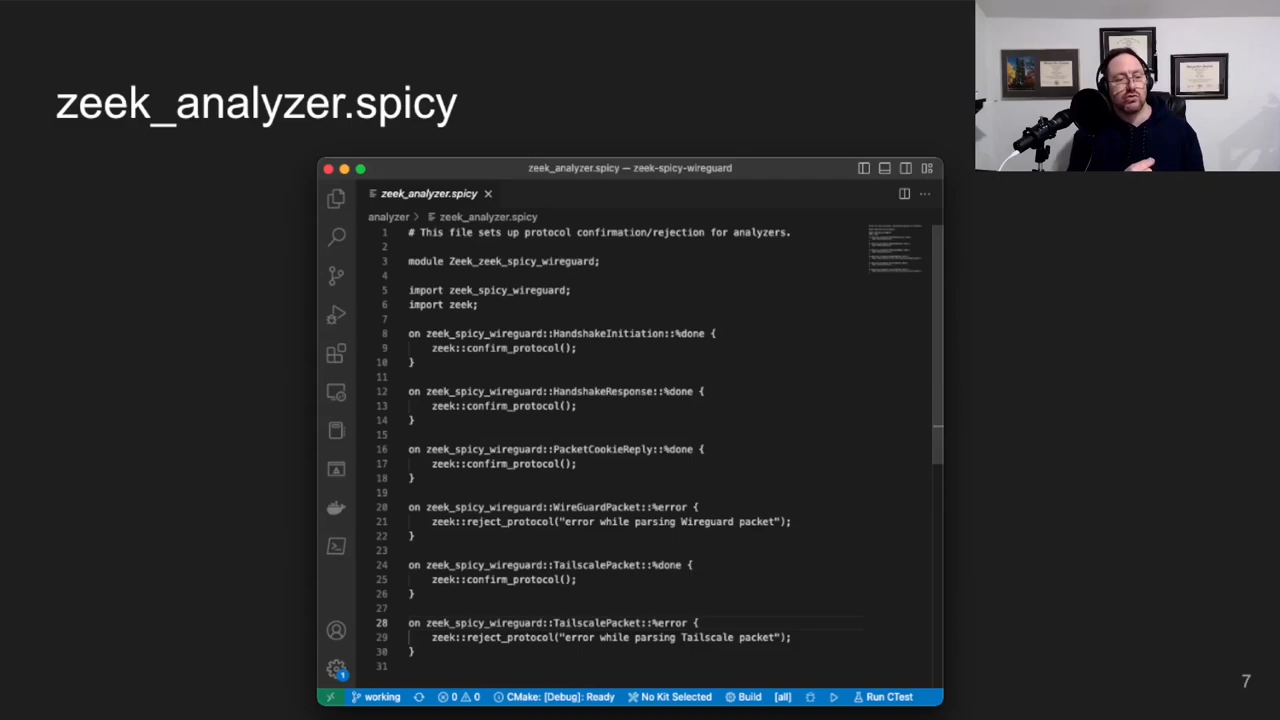 zeek_analyzer.spicy
zeek_analyzer.spicy — zeek-spicy-wireguard
zeek_analyzer.spicy
analyzer > zeek_analyzer.spicy
1 # This file sets up protocol confirmation/rejection for analyzers.
2
3 module Zeek_zeek_spicy_wireguard;
4
5 import zeek_spicy_wireguard;
6 import zeek;
7
8 on zeek_spicy_wireguard::HandshakeInitiation::%done {
9 zeek::confirm_protocol();
10 }
11
12 on zeek_spicy_wireguard::HandshakeResponse::%done {
13 zeek::confirm_protocol();
14 }
15
16 on zeek_spicy_wireguard::PacketCookieReply::%done {
17 zeek::confirm_protocol();
18 }
19
20 on zeek_spicy_wireguard::WireGuardPacket::%error {
21 zeek::reject_protocol("error while parsing Wireguard packet");
22 }
23
24 on zeek_spicy_wireguard::TailscalePacket::%done {
25 zeek::confirm_protocol();
26 }
27
28 on zeek_spicy_wireguard::TailscalePacket::%error {
29 zeek::reject_protocol("error while parsing Tailscale packet");
30 }
31
1
working 0 0 CMake: [Debug]: Ready No Kit Selected Build [all] Run CTest
7